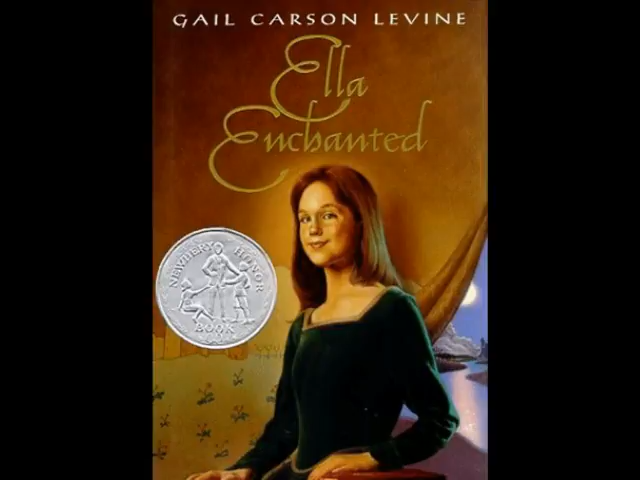 GAIL CARSON LEVINE
Ella
Enchanted
NEWBERY HONOR
BOOK